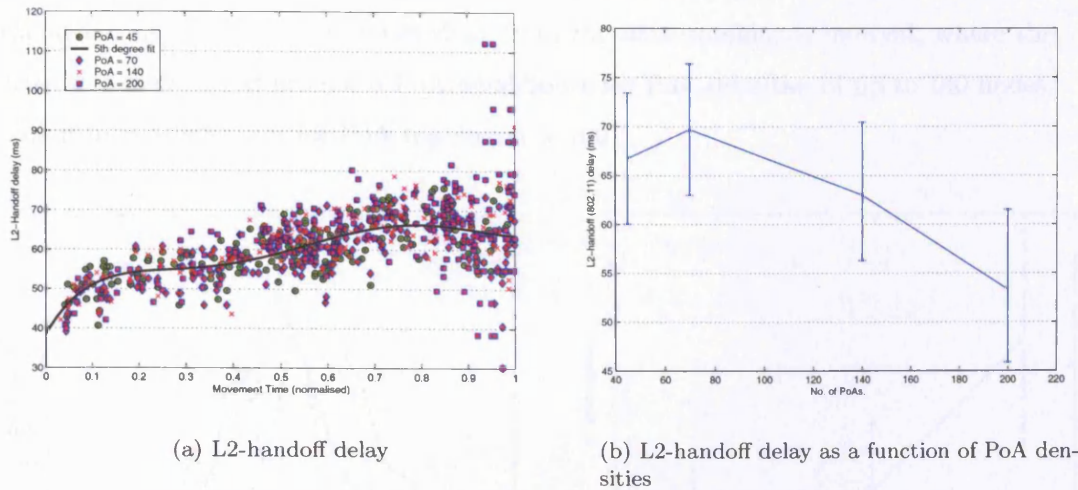 120
110
100
90
80
70
60
50
40
30
L2-Handoff delay (ms)
PoA = 45
5th degree fit
PoA = 70
PoA = 140
PoA = 200
0 0.1 0.2 0.3 0.4 0.5 0.6 0.7 0.8 0.9 1
Movement Time (normalised)
(a) L2-handoff delay
80
75
70
65
60
55
50
45
L2-handoff (802.11) delay (ms)
40 60 80 100 120 140 160 180 200 220
No. of PoAs.
(b) L2-handoff delay as a function of PoA den-
sities